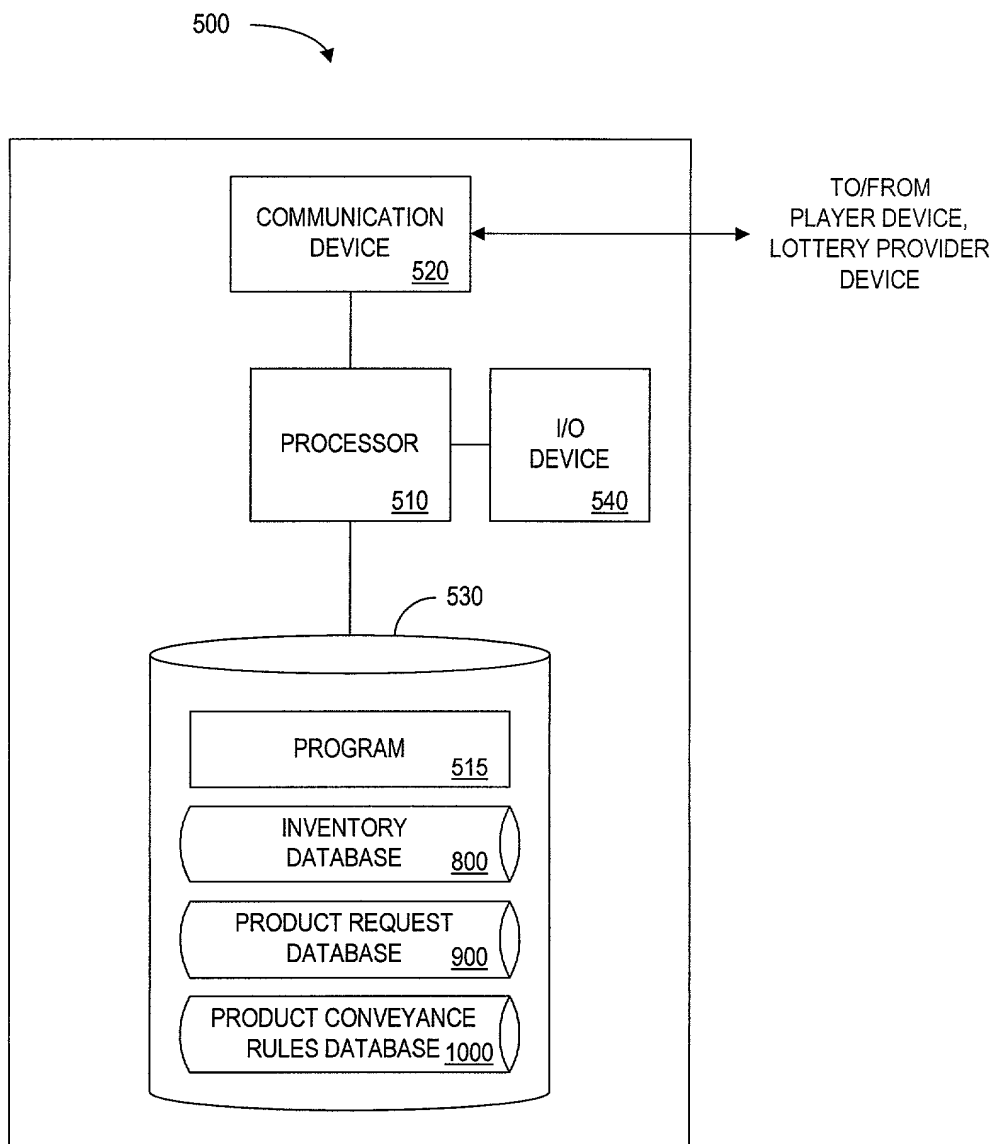 500
COMMUNICATION
DEVICE
520
TO/FROM
PLAYER DEVICE,
LOTTERY PROVIDER
DEVICE
PROCESSOR
510
I/O
DEVICE
540
530
PROGRAM
515
INVENTORY
DATABASE
800
PRODUCT REQUEST
DATABASE
900
PRODUCT CONVEYANCE
RULES DATABASE 1000